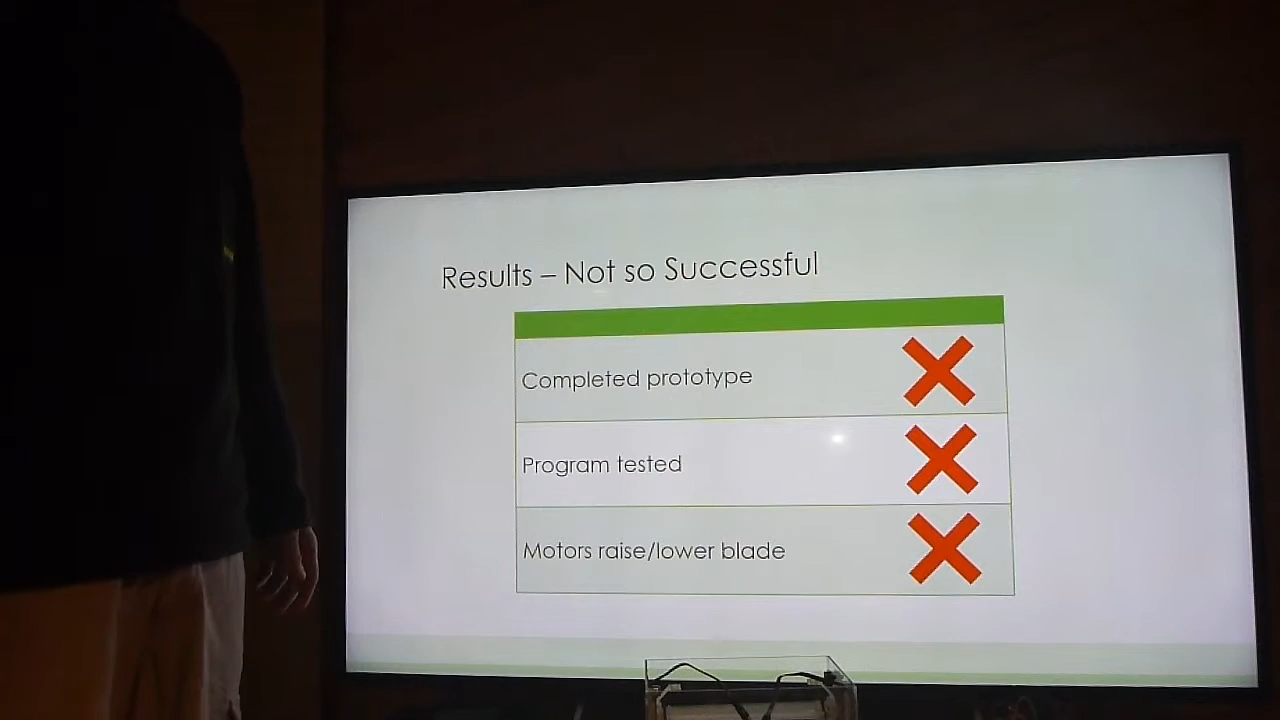 Results – Not so Successful
Completed prototype
Program tested
Motors raise/lower blade